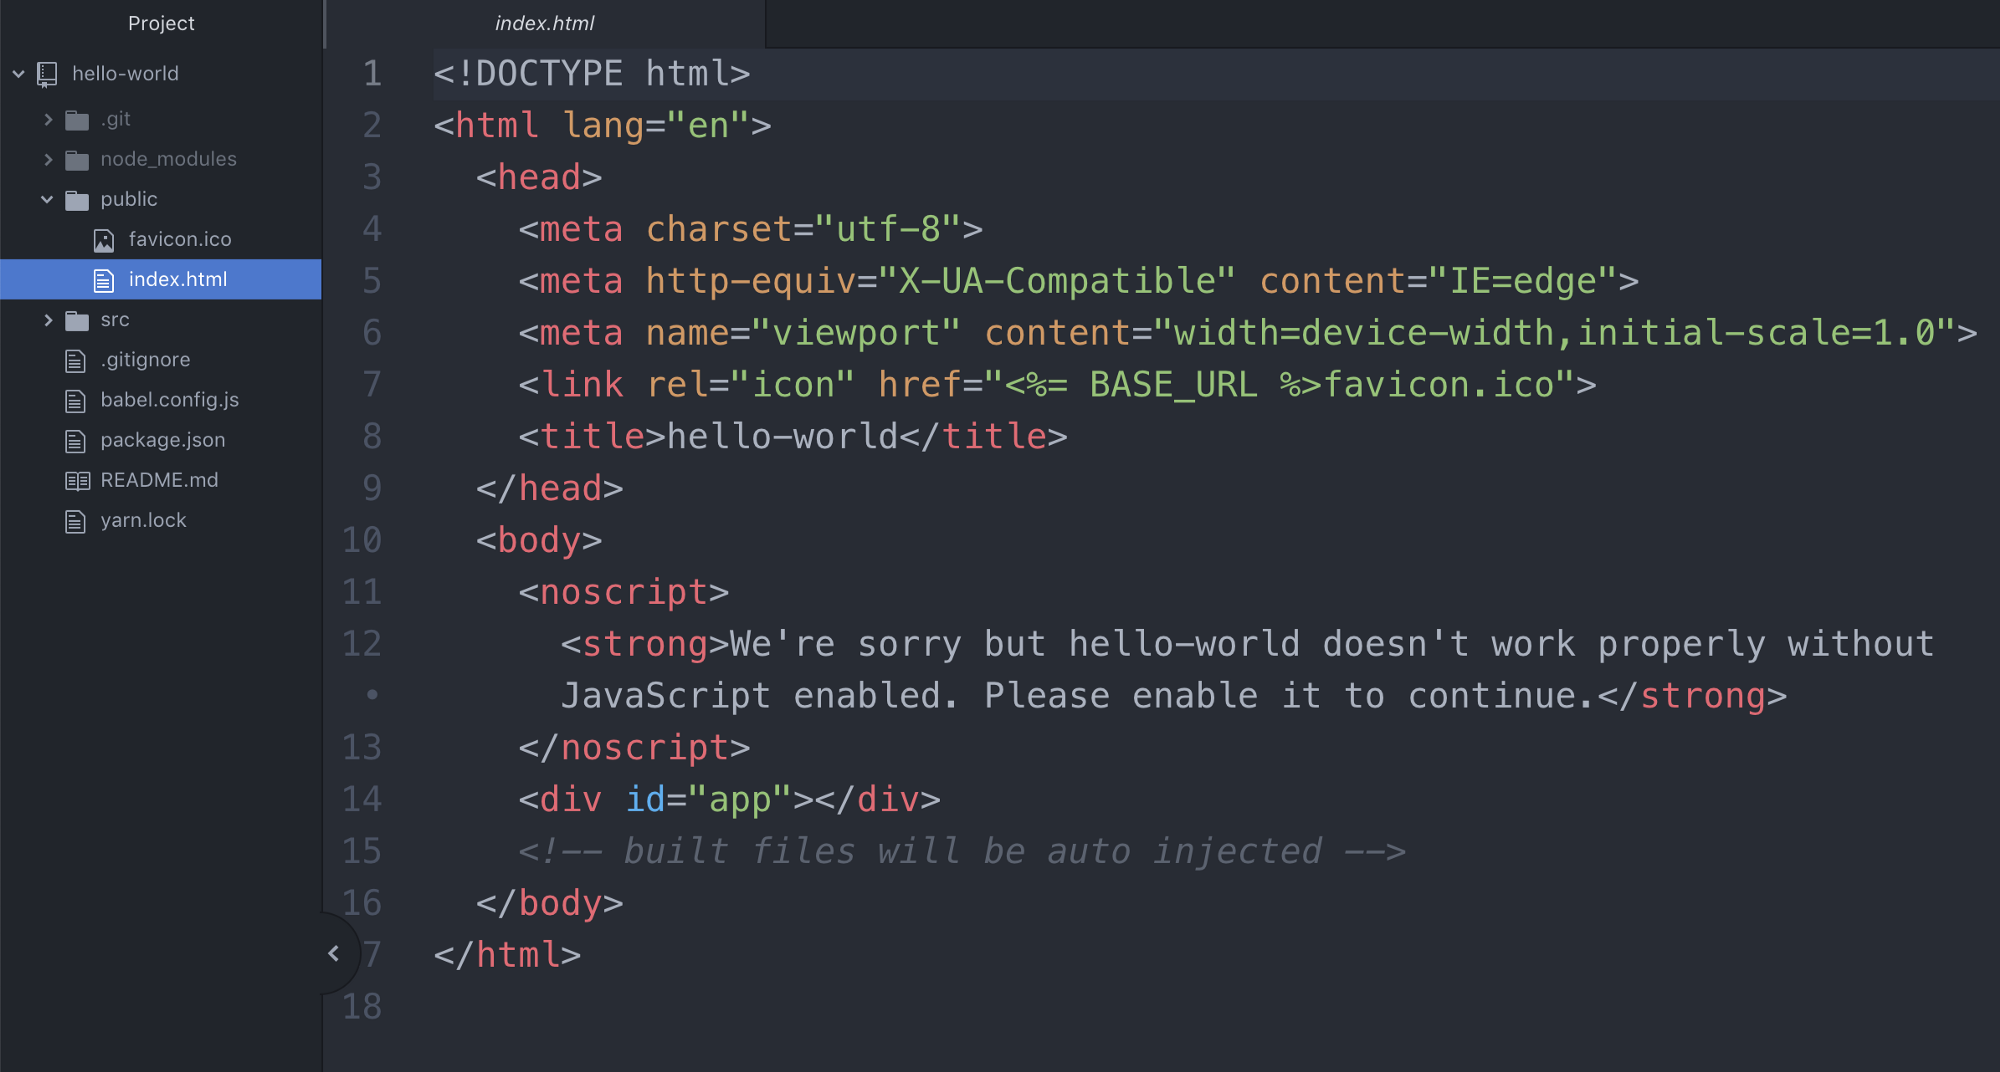 Project
hello-world
.git
node_modules
public
favicon.ico
index.html
src
.gitignore
babel.config.js
package.json
README.md
yarn.lock
index.html
1 <!DOCTYPE html>
2 <html lang="en">
3 <head>
4 <meta charset="utf-8">
5 <meta http-equiv="X-UA-Compatible" content="IE=edge">
6 <meta name="viewport" content="width=device-width,initial-scale=1.0">
7 <link rel="icon" href="<%= BASE_URL %>favicon.ico">
8 <title>hello-world</title>
9 </head>
10 <body>
11 <noscript>
12 <strong>We're sorry but hello-world doesn't work properly without
• JavaScript enabled. Please enable it to continue.</strong>
13 </noscript>
14 <div id="app"></div>
15 <!-- built files will be auto injected -->
16 </body>
7 </html>
18